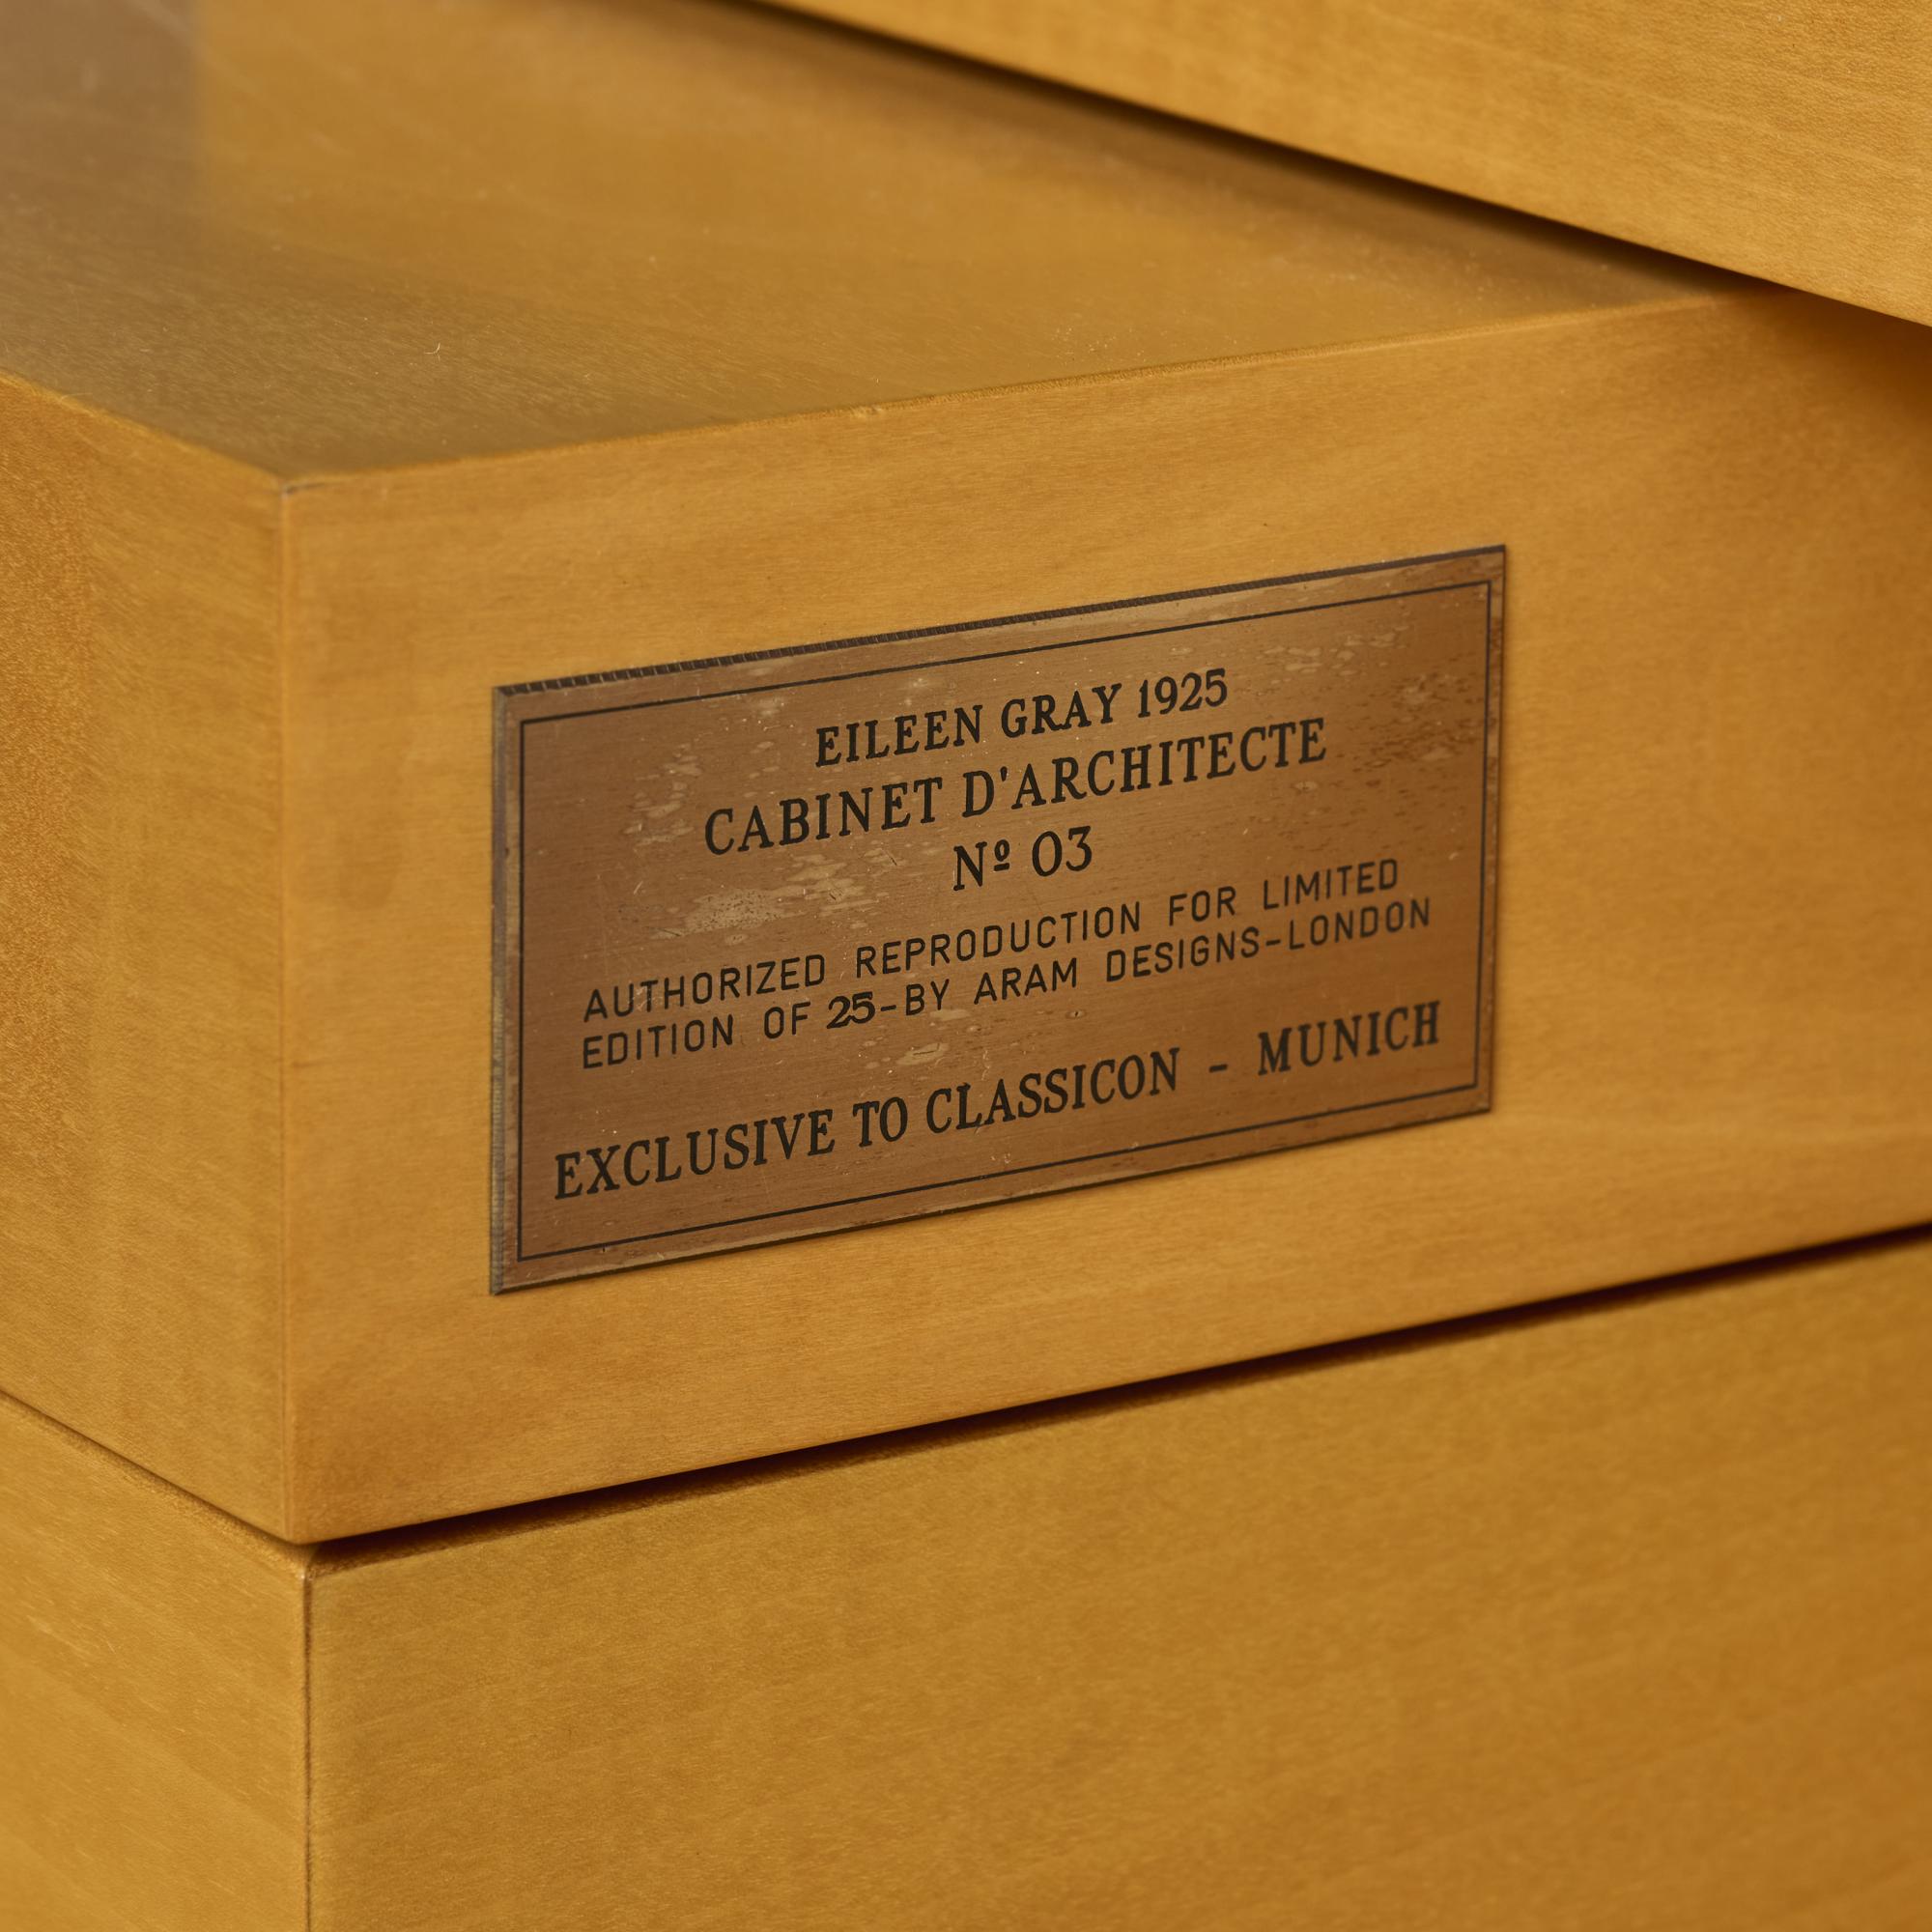 EILEEN GRAY 1925
CABINET D'ARCHITECTE
Nº 03
AUTHORIZED REPRODUCTION FOR LIMITED
EDITION OF 25-BY ARAM DESIGNS-LONDON
EXCLUSIVE TO CLASSICON - MUNICH